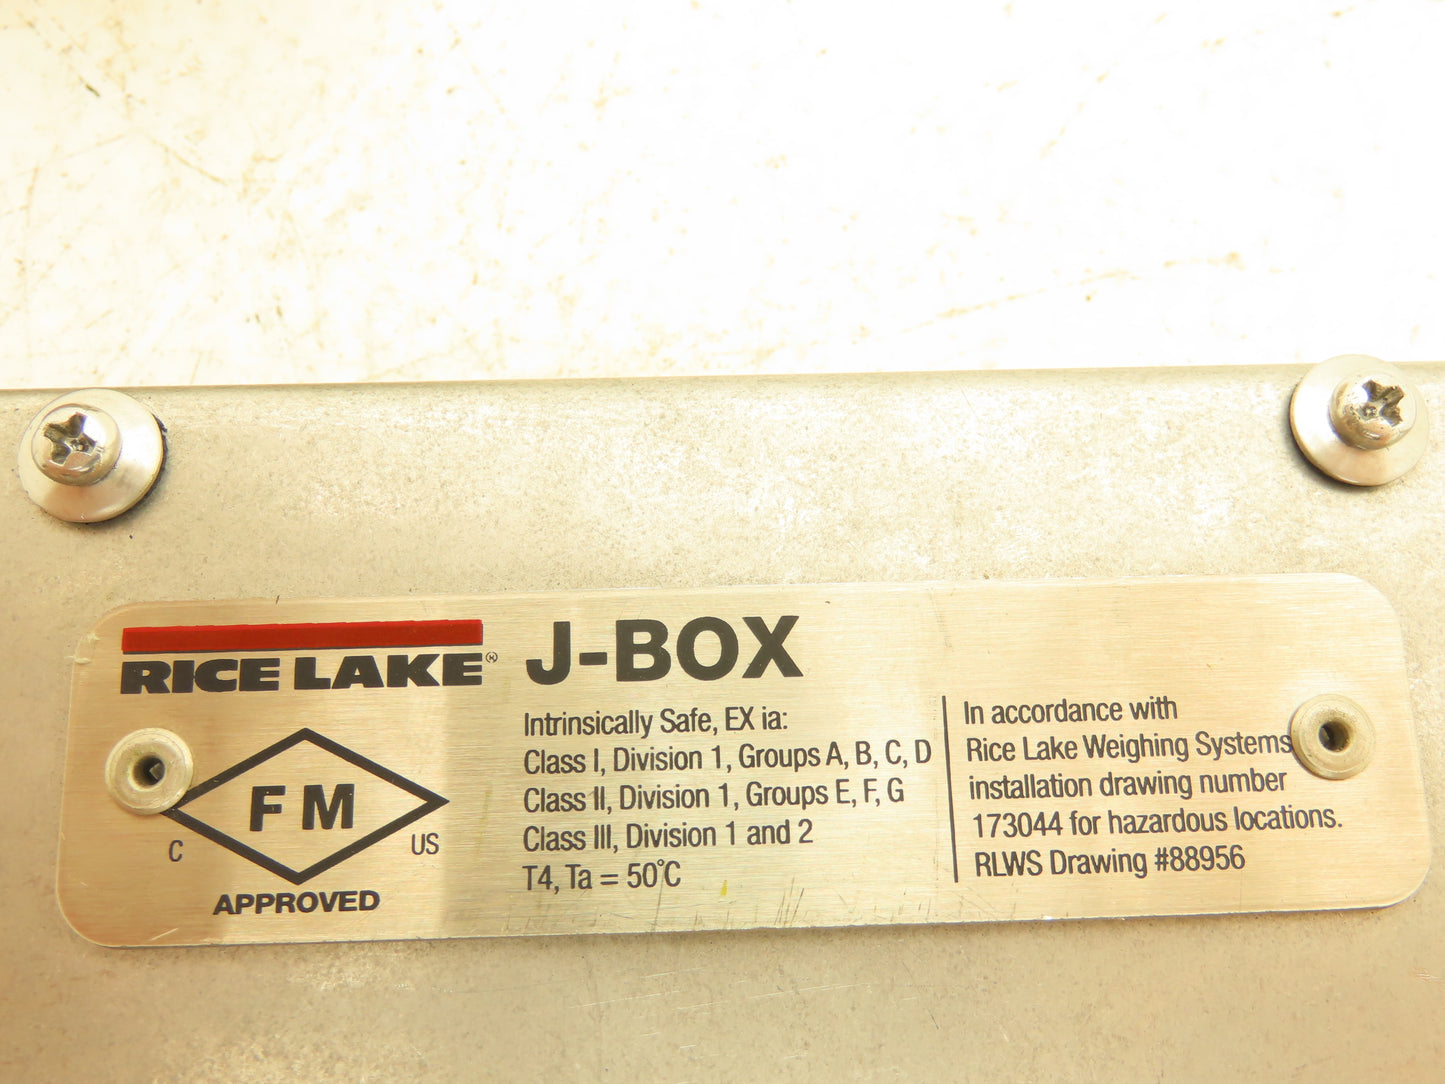 RICE LAKE®
J-BOX
FM
C US
APPROVED
Intrinsically Safe, EX ia:
Class I, Division 1, Groups A, B, C, D
Class II, Division 1, Groups E, F, G
Class III, Division 1 and 2
T4, Ta = 50°C
In accordance with
Rice Lake Weighing Systems
installation drawing number
173044 for hazardous locations.
RLWS Drawing #88956